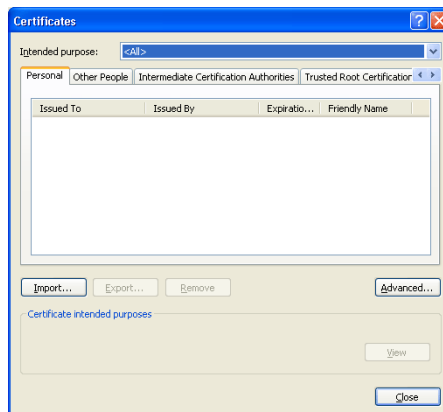 Certificates
Intended purpose: <All>
Personal Other People Intermediate Certification Authorities Trusted Root Certification
Issued To Issued By Expiratio... Friendly Name
Import... Export... Remove Advanced...
Certificate intended purposes
View
Close